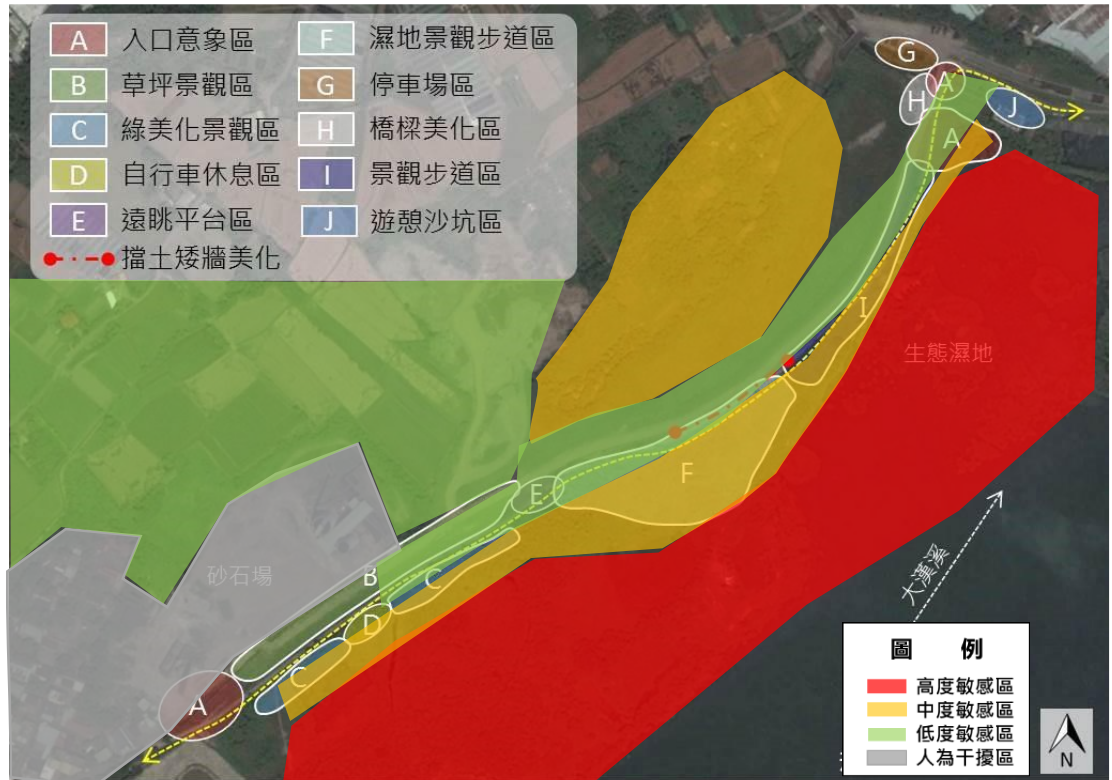 A 入口意象區
F 濕地景觀步道區
B 草坪景觀區
G 停車場區
C 綠美化景觀區
H 橋樑美化區
D 自行車休息區
I 景觀步道區
E 遠眺平台區
J 遊憩沙坑區
擋土矮牆美化
G
A
H
J
A
I
生態濕地
F
E
砂石場
B
C
D
C
A
大漢溪
圖 例
高度敏感區
中度敏感區
低度敏感區
人為干擾區
N